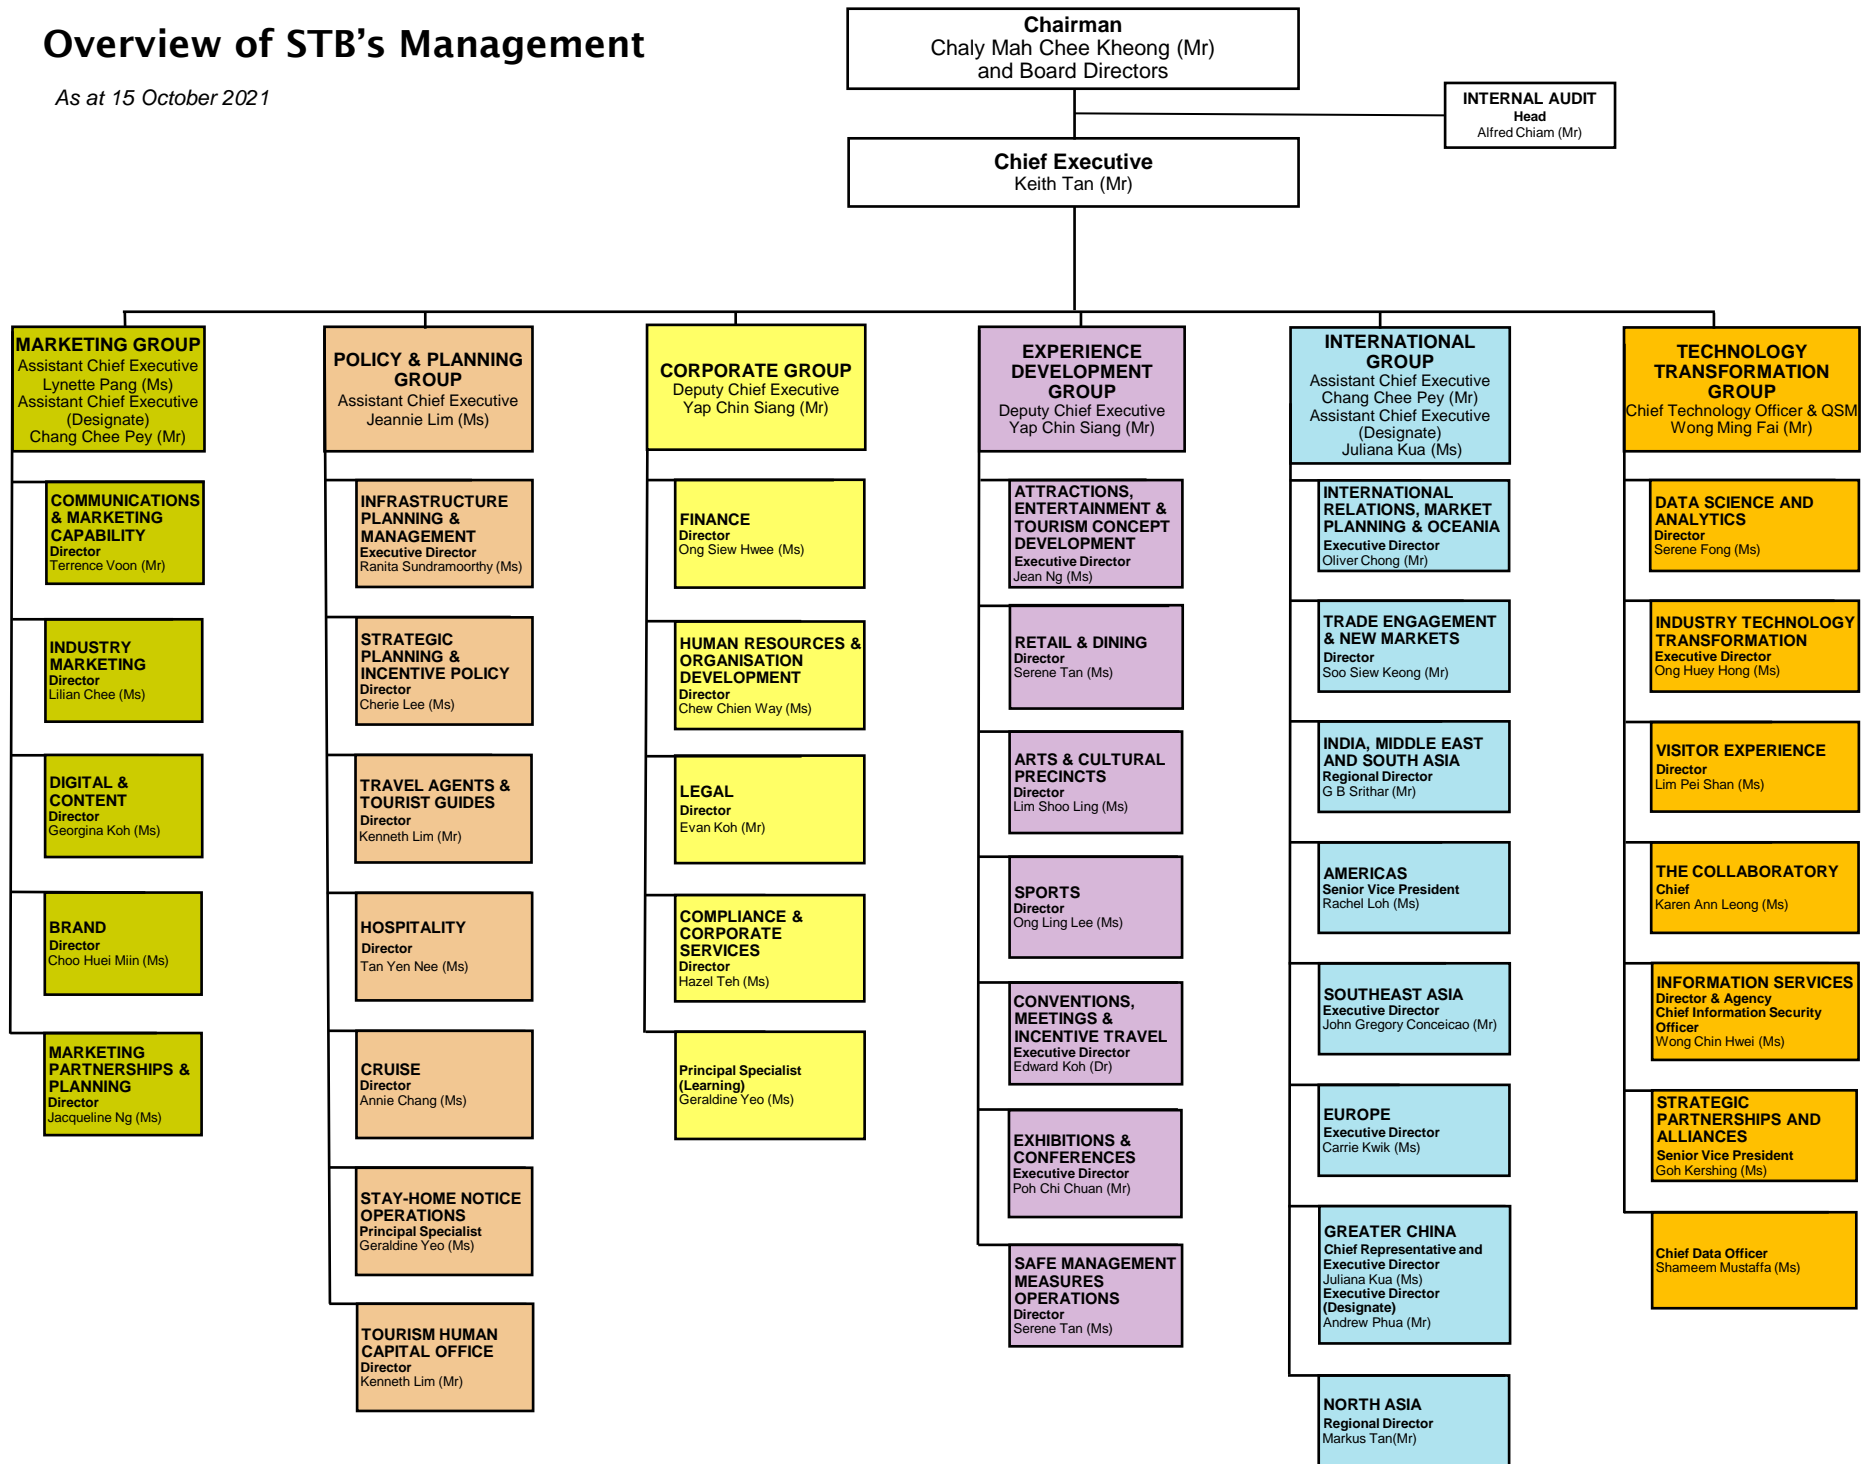 Overview of STB's Management
As at 15 October 2021
Chairman
Chaly Mah Chee Kheong (Mr)
and Board Directors
INTERNAL AUDIT
Head
Alfred Chiam (Mr)
Chief Executive
Keith Tan (Mr)
MARKETING GROUP
Assistant Chief Executive
Lynette Pang (Ms)
Assistant Chief Executive
(Designate)
Chang Chee Pey (Mr)
COMMUNICATIONS
& MARKETING
CAPABILITY
Director
Terrence Voon (Mr)
INDUSTRY
MARKETING
Director
Lilian Chee (Ms)
DIGITAL &
CONTENT
Director
Georgina Koh (Ms)
BRAND
Director
Choo Huei Miin (Ms)
MARKETING
PARTNERSHIPS &
PLANNING
Director
Jacqueline Ng (Ms)
POLICY & PLANNING
GROUP
Assistant Chief Executive
Jeannie Lim (Ms)
INFRASTRUCTURE
PLANNING &
MANAGEMENT
Executive Director
Ranita Sundramoorthy (Ms)
STRATEGIC
PLANNING &
INCENTIVE POLICY
Director
Cherie Lee (Ms)
TRAVEL AGENTS &
TOURIST GUIDES
Director
Kenneth Lim (Mr)
HOSPITALITY
Director
Tan Yen Nee (Ms)
CRUISE
Director
Annie Chang (Ms)
STAY-HOME NOTICE
OPERATIONS
Principal Specialist
Geraldine Yeo (Ms)
TOURISM HUMAN
CAPITAL OFFICE
Director
Kenneth Lim (Mr)
CORPORATE GROUP
Deputy Chief Executive
Yap Chin Siang (Mr)
FINANCE
Director
Ong Siew Hwee (Ms)
HUMAN RESOURCES &
ORGANISATION
DEVELOPMENT
Director
Chew Chien Way (Ms)
LEGAL
Director
Evan Koh (Mr)
COMPLIANCE &
CORPORATE
SERVICES
Director
Hazel Teh (Ms)
Principal Specialist
(Learning)
Geraldine Yeo (Ms)
EXPERIENCE
DEVELOPMENT
GROUP
Deputy Chief Executive
Yap Chin Siang (Mr)
ATTRACTIONS,
ENTERTAINMENT &
TOURISM CONCEPT
DEVELOPMENT
Executive Director
Jean Ng (Ms)
RETAIL & DINING
Director
Serene Tan (Ms)
ARTS & CULTURAL
PRECINCTS
Director
Lim Shoo Ling (Ms)
SPORTS
Director
Ong Ling Lee (Ms)
CONVENTIONS,
MEETINGS &
INCENTIVE TRAVEL
Executive Director
Edward Koh (Dr)
EXHIBITIONS &
CONFERENCES
Executive Director
Poh Chi Chuan (Mr)
SAFE MANAGEMENT
MEASURES
OPERATIONS
Director
Serene Tan (Ms)
INTERNATIONAL
GROUP
Assistant Chief Executive
Chang Chee Pey (Mr)
Assistant Chief Executive
(Designate)
Juliana Kua (Ms)
INTERNATIONAL
RELATIONS, MARKET
PLANNING & OCEANIA
Executive Director
Oliver Chong (Mr)
TRADE ENGAGEMENT
& NEW MARKETS
Director
Soo Siew Keong (Mr)
INDIA, MIDDLE EAST
AND SOUTH ASIA
Regional Director
G B Srithar (Mr)
AMERICAS
Senior Vice President
Rachel Loh (Ms)
SOUTHEAST ASIA
Executive Director
John Gregory Conceicao (Mr)
EUROPE
Executive Director
Carrie Kwik (Ms)
GREATER CHINA
Chief Representative and
Executive Director
Juliana Kua (Ms)
Executive Director
(Designate)
Andrew Phua (Mr)
NORTH ASIA
Regional Director
Markus Tan(Mr)
TECHNOLOGY
TRANSFORMATION
GROUP
Chief Technology Officer & QSM
Wong Ming Fai (Mr)
DATA SCIENCE AND
ANALYTICS
Director
Serene Fong (Ms)
INDUSTRY TECHNOLOGY
TRANSFORMATION
Executive Director
Ong Huey Hong (Ms)
VISITOR EXPERIENCE
Director
Lim Pei Shan (Ms)
THE COLLABORATORY
Chief
Karen Ann Leong (Ms)
INFORMATION SERVICES
Director & Agency
Chief Information Security
Officer
Wong Chin Hwei (Ms)
STRATEGIC
PARTNERSHIPS AND
ALLIANCES
Senior Vice President
Goh Kershing (Ms)
Chief Data Officer
Shameem Mustaffa (Ms)